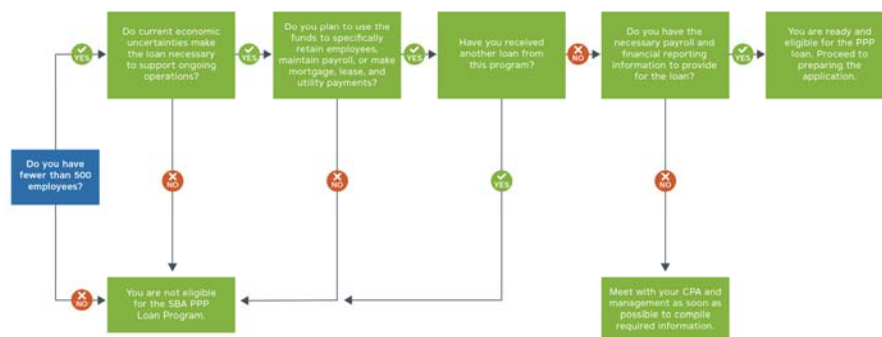 Do current economic
uncertainties make
the loan necessary
to support ongoing
operations?
YES
Do you plan to use the
funds to specifically
retain employees,
maintain payroll, or make
mortgage, lease, and
utility payments?
YES
Have you received
another loan from
this program?
NO
Do you have the
necessary payroll and
financial reporting
information to provide
for the loan?
YES
You are ready and
eligible for the PPP
loan. Proceed to
preparing the
application.
YES
Do you have
fewer than 500
employees?
NO
NO
YES
NO
NO
You are not eligible
for the SBA PPP
Loan Program.
Meet with your CPA and
management as soon as
possible to compile
required information.